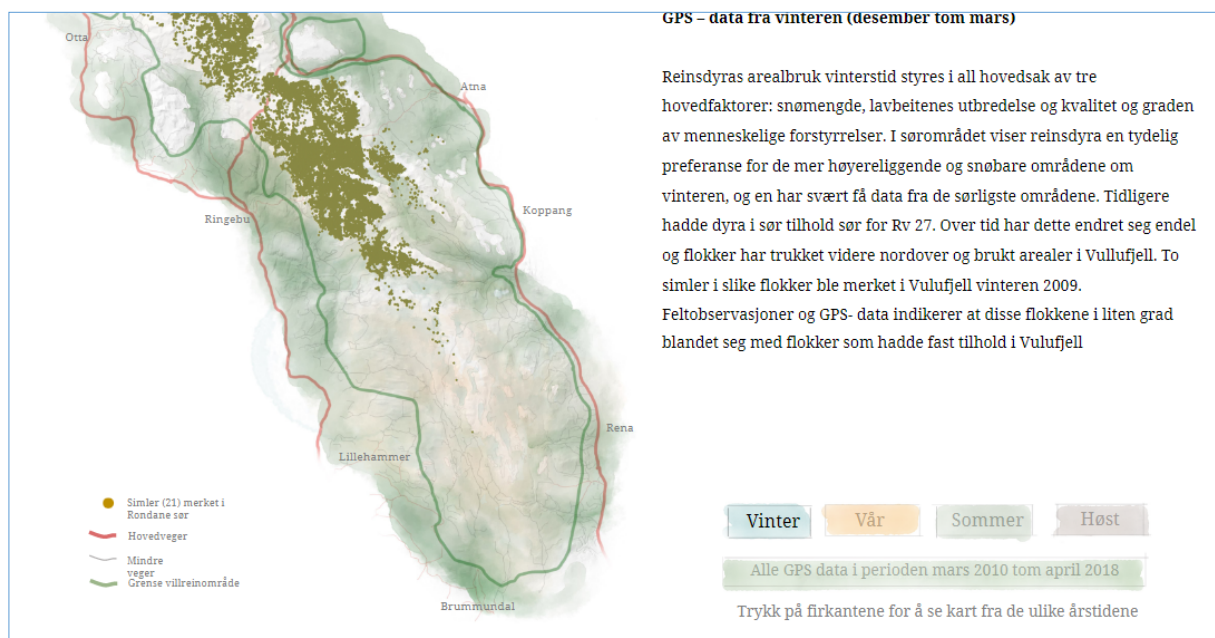 GPS – data fra vinteren (desember tom mars)
Reinsdyras arealbruk vinterstid styres i all hovedsak av tre
hovedfaktorer: snømengde, lavbeitenes utbredelse og kvalitet og graden
av menneskelige forstyrrelser. I sørområdet viser reinsdyra en tydelig
preferanse for de mer høyereliggende og snøbare områdene om
vinteren, og en har svært få data fra de sørligste områdene. Tidligere
hadde dyra i sør tilhold sør for Rv 27. Over tid har dette endret seg endel
og flokker har trukket videre nordover og brukt arealer i Vullufjell. To
simler i slike flokker ble merket i Vulufjell vinteren 2009.
Feltobservasjoner og GPS- data indikerer at disse flokkene i liten grad
blandet seg med flokker som hadde fast tilhold i Vulufjell
Otta
Atna
Koppang
Ringebu
Rena
Lillehammer
Brummundal
Simler (21) merket i
Rondane sør
Hovedveger
Mindre
veger
Grense villreinområde
Vinter
Vår
Sommer
Høst
Alle GPS data i perioden mars 2010 tom april 2018
Trykk på firkantene for å se kart fra de ulike årstidene